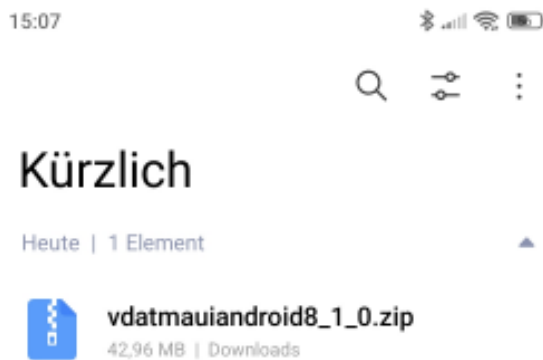 15:07
Kürzlich
Heute | 1 Element
vdatmauiandroid8_1_0.zip
42,96 MB | Downloads